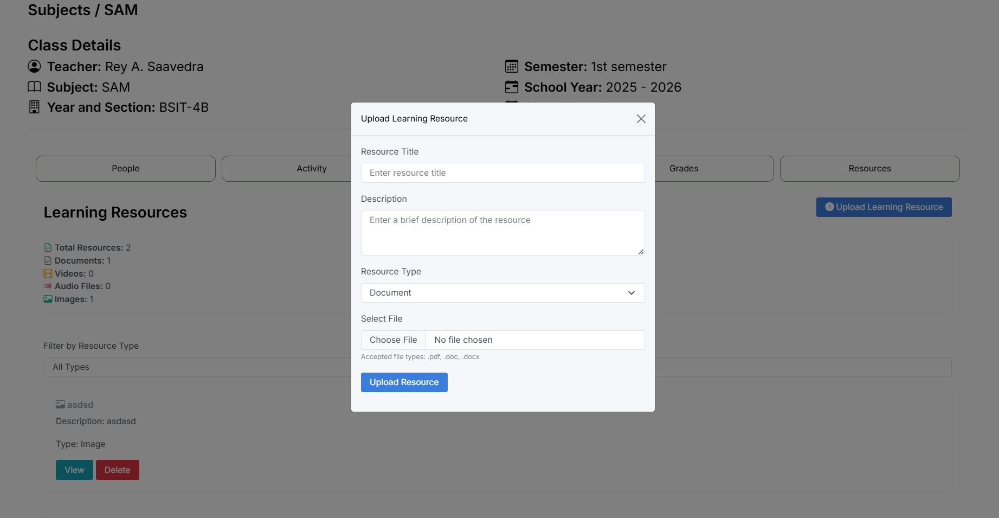 Subjects / SAM
Class Details
Teacher: Rey A. Saavedra
Semester: 1st semester
Subject: SAM
School Year: 2025 - 2026
Year and Section: BSIT-4B
People
Activity
Grades
Resources
Learning Resources
Upload Learning Resource
Total Resources: 2
Documents: 1
Videos: 0
Audio Files: 0
Images: 1
Filter by Resource Type
All Types
asdsd
Description: asdasd
Type: Image
View
Delete
Upload Learning Resource
Resource Title
Enter resource title
Description
Enter a brief description of the resource
Resource Type
Document
Select File
Choose File
No file chosen
Accepted file types: .pdf, .doc, .docx
Upload Resource